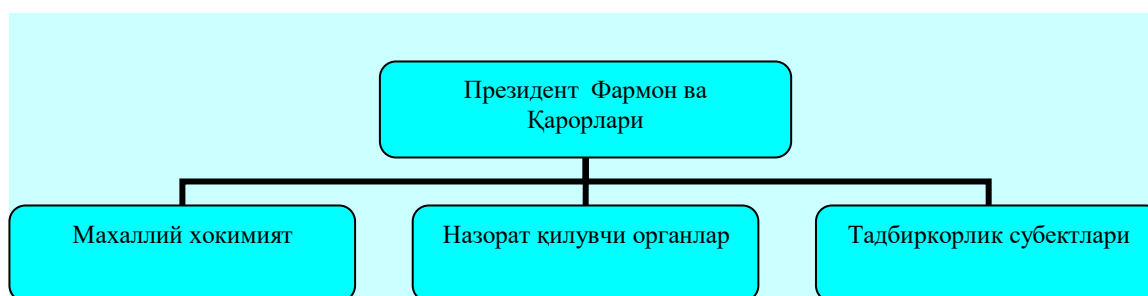 Президент Фармон ва
Қарорлари
Махаллий хокимият
Назорат қилувчи органлар
Тадбиркорлик субектлари